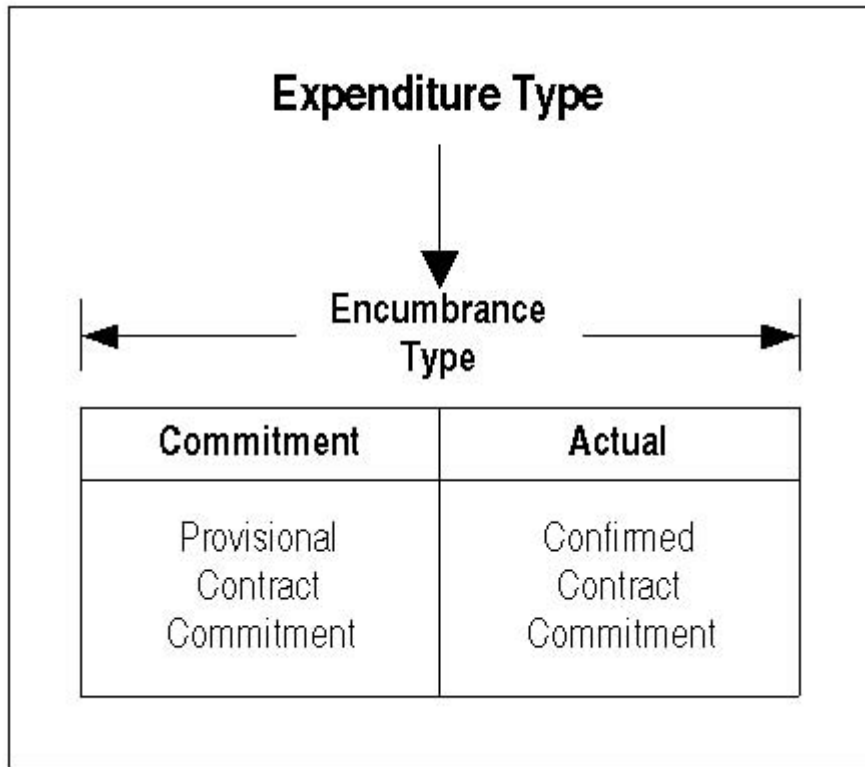 Expenditure Type
Encumbrance
Type
Commitment
Actual
Provisional
Contract
Commitment
Confirmed
Contract
Commitment